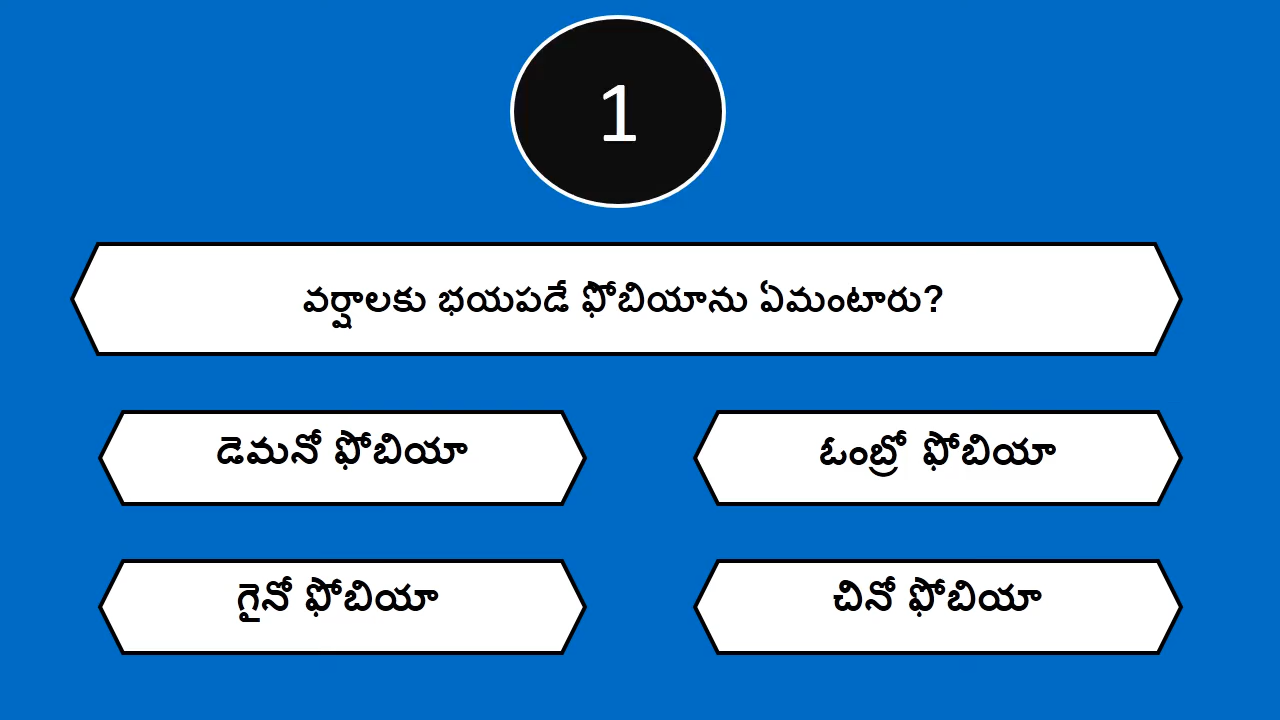 1
వర్షాలకు భయపడే ఫోబియాను ఏమంటారు?
డెమనో ఫోబియా
ఓంబ్రో ఫోబియా
గైనో ఫోబియా
చినో ఫోబియా